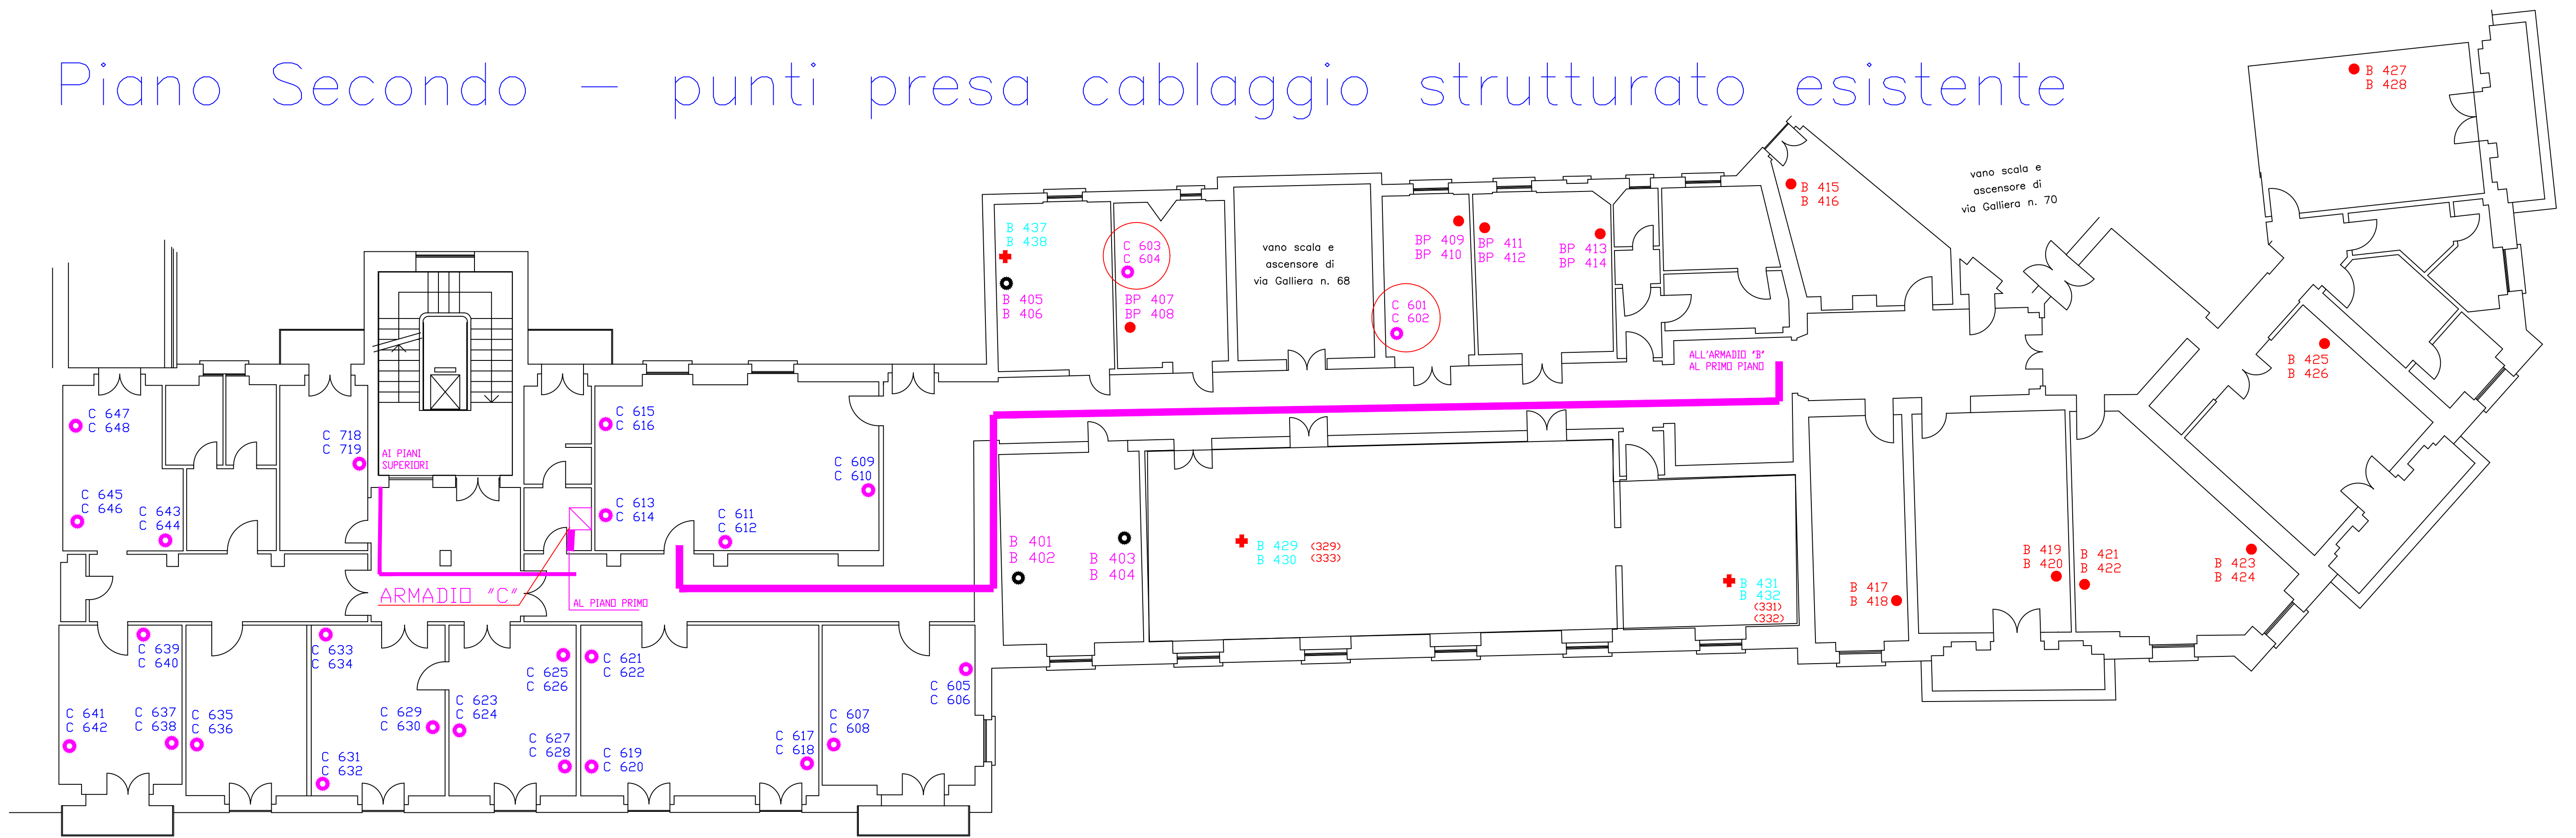 Piano Secondo – punti presa cablaggio strutturato esistente
B 427
B 428
vano scala e
ascensore di
via Galliera n. 70
B 415
B 416
B 437
B 438
B 405
B 406
C 603
C 604
BP 407
BP 408
vano scala e
ascensore di
via Galliera n. 68
BP 409
BP 410
C 601
C 602
BP 411
BP 412
BP 413
BP 414
ALL'ARMADIO "B"
AL PRIMO PIANO
B 425
B 426
C 647
C 648
C 645
C 646
C 643
C 644
C 718
C 719
AI PIANI
SUPERIORI
C 615
C 616
C 613
C 614
C 611
C 612
C 609
C 610
ARMADIO "C"
AL PIANO PRIMO
B 401
B 402
B 403
B 404
B 429 (329)
B 430 (333)
B 431
B 432
(331)
(332)
B 417
B 418
B 419
B 420
B 421
B 422
B 423
B 424
C 639
C 640
C 641
C 642
C 637
C 638
C 635
C 636
C 633
C 634
C 631
C 632
C 629
C 630
C 623
C 624
C 625
C 626
C 627
C 628
C 621
C 622
C 619
C 620
C 617
C 618
C 607
C 608
C 605
C 606